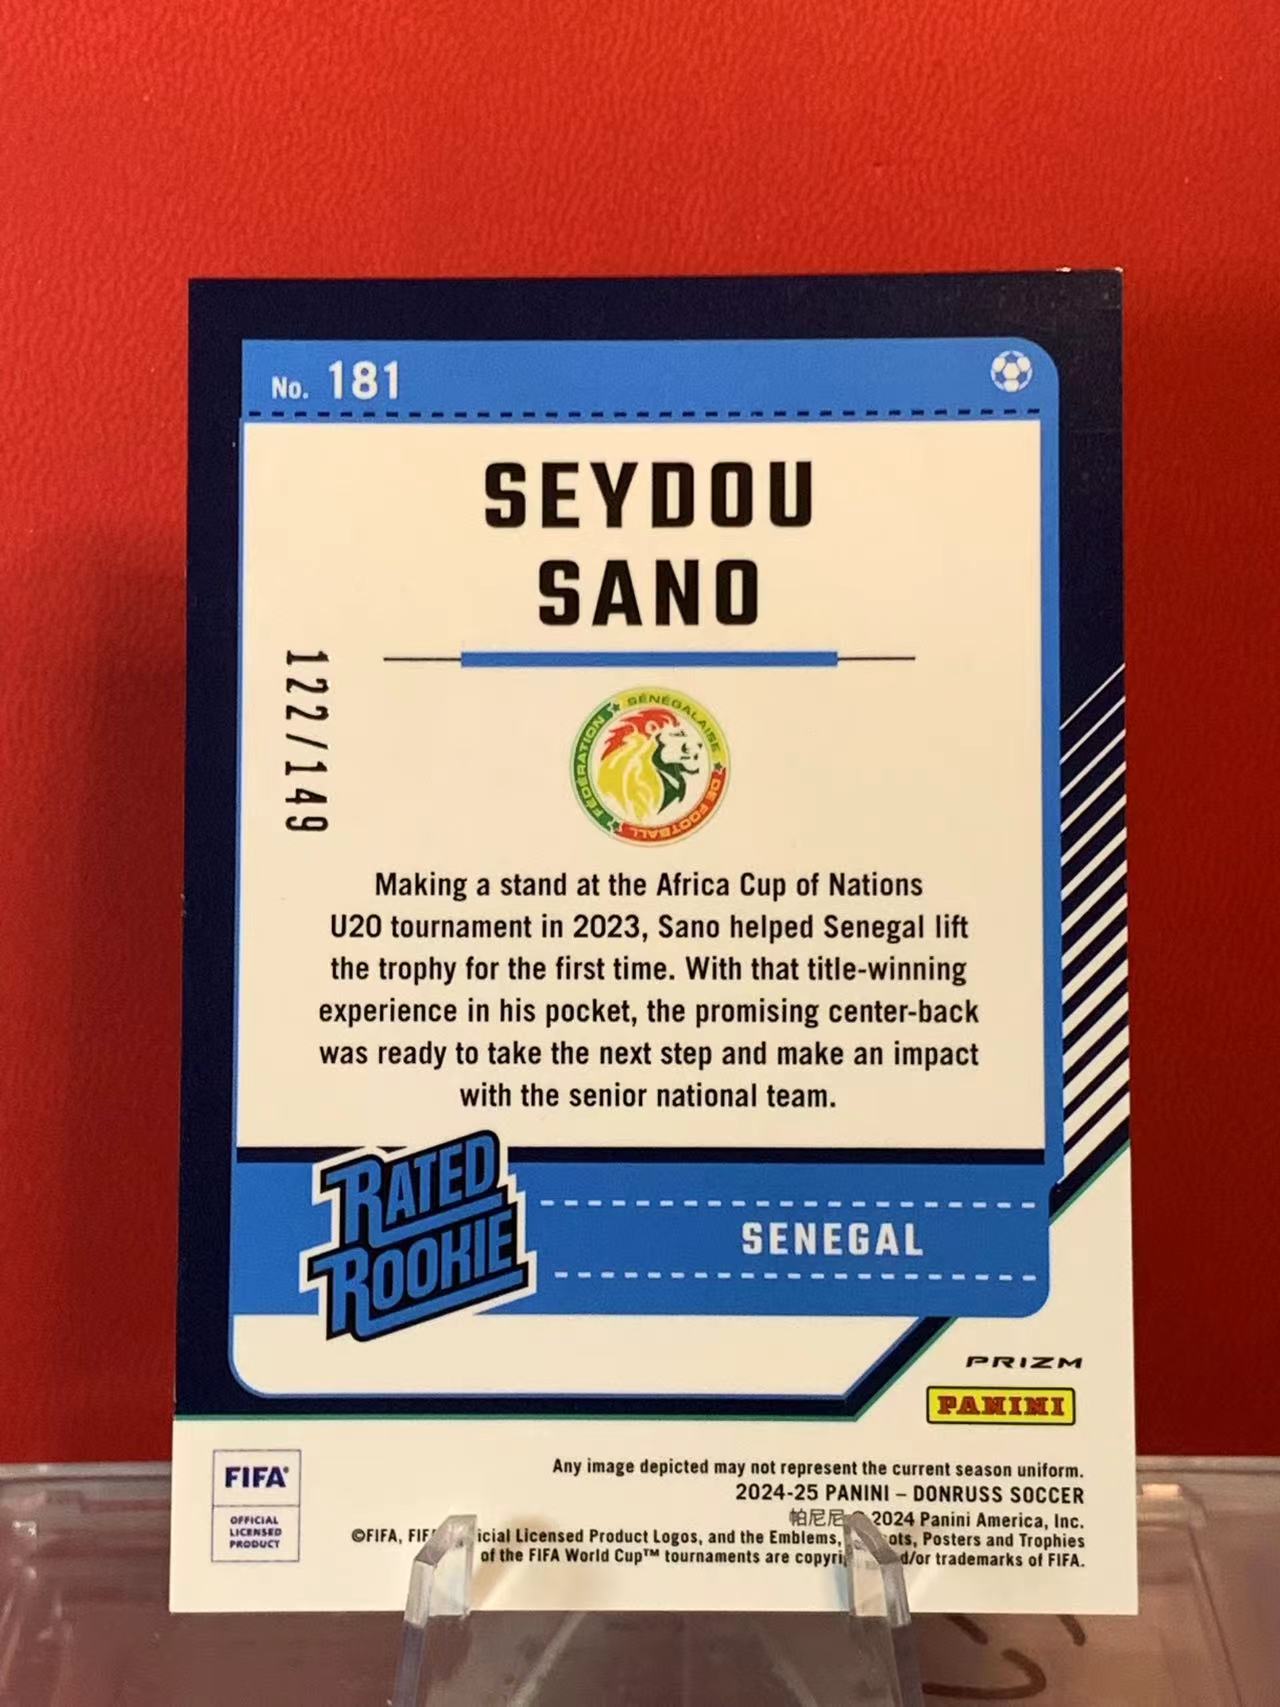 No. 181
SEYDOU
SANO
122/149
FÉDÉRATION SÉNÉGALAISE DE FOOTBALL
Making a stand at the Africa Cup of Nations
U20 tournament in 2023, Sano helped Senegal lift
the trophy for the first time. With that title-winning
experience in his pocket, the promising center-back
was ready to take the next step and make an impact
with the senior national team.
RATED
ROOKIE
SENEGAL
PRIZM
PANINI
FIFA
OFFICIAL
LICENSED
PRODUCT
Any image depicted may not represent the current season uniform.
2024-25 PANINI – DONRUSS SOCCER
帕尼尼 © 2024 Panini America, Inc.
©FIFA, FIF icial Licensed Product Logos, and the Emblems, ots, Posters and Trophies
of the FIFA World Cup™ tournaments are copyri d/or trademarks of FIFA.